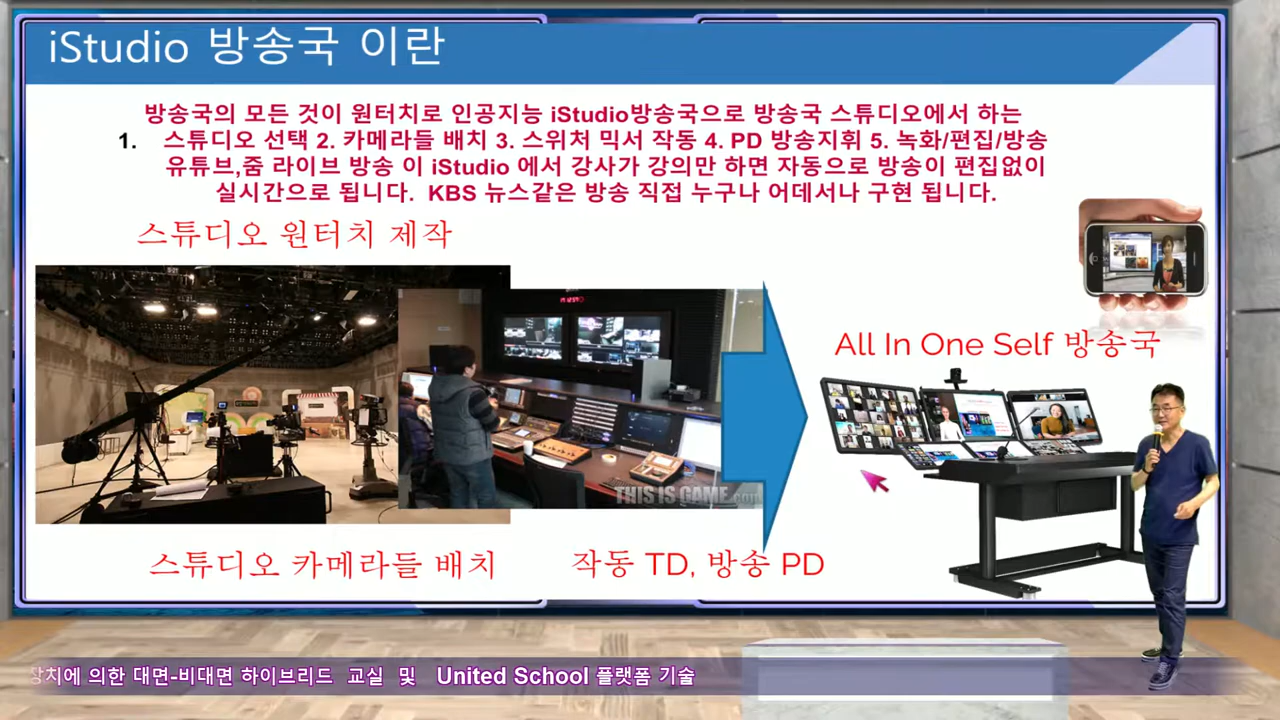 iStudio 방송국 이란
방송국의 모든 것이 원터치로 인공지능 iStudio방송국으로 방송국 스튜디오에서 하는
1. 스튜디오 선택 2. 카메라들 배치 3. 스위처 믹서 작동 4. PD 방송지휘 5. 녹화/편집/방송
유튜브,줌 라이브 방송 이 iStudio 에서 강사가 강의만 하면 자동으로 방송이 편집없이
실시간으로 됩니다. KBS 뉴스같은 방송 직접 누구나 어데서나 구현 됩니다.
스튜디오 원터치 제작
All In One Self 방송국
THIS IS GAME.com
스튜디오 카메라들 배치
작동 TD, 방송 PD
장치에 의한 대면-비대면 하이브리드 교실 및 United School 플랫폼 기술